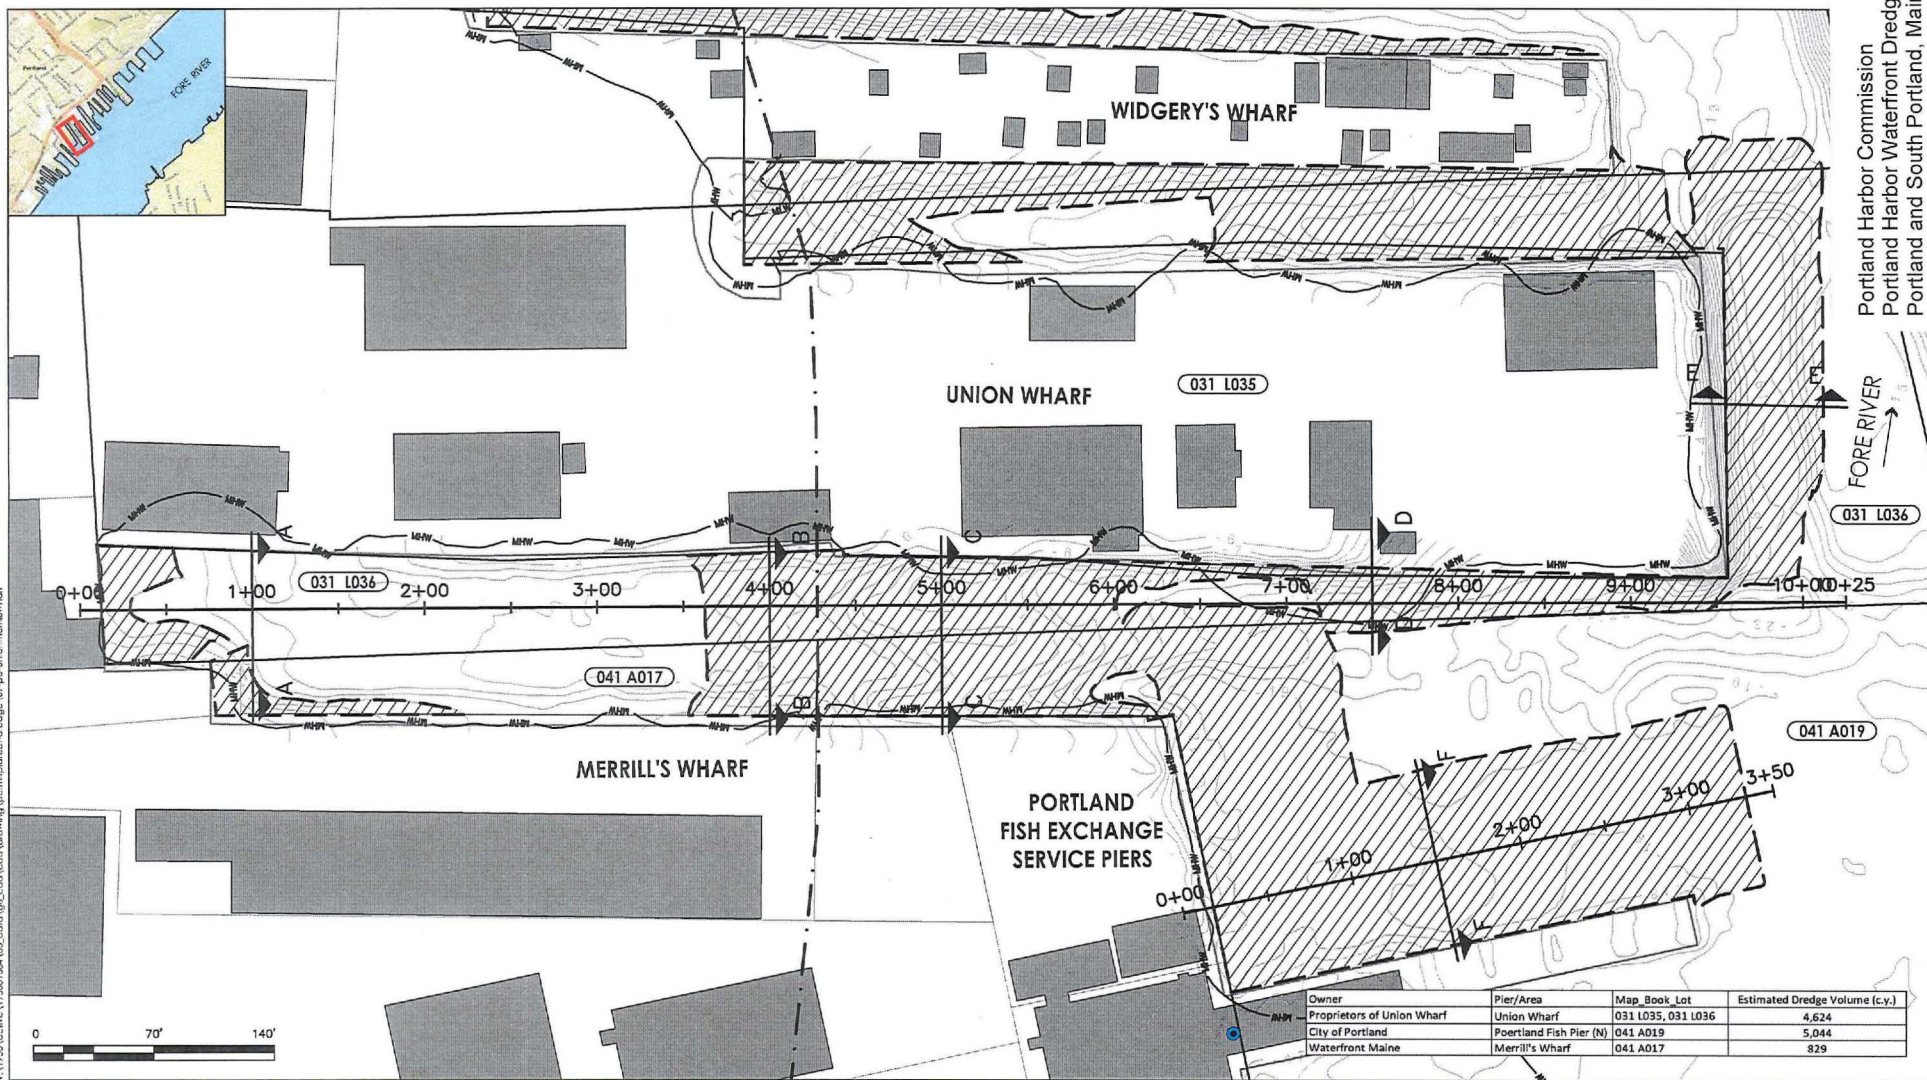 Portland
FORE RIVER
Portland Harbor Commission
Portland Harbor Waterfront Dredg
Portland and South Portland, Main
WIDGERY'S WHARF
UNION WHARF
031 L035
E
E
FORE RIVER
031 L036
A
B
C
D
031 L036
0+00
1+00
2+00
3+00
4+00
5+00
6+00
7+00
8+00
9+00
10+00
10+25
041 A017
A
B
C
D
MHW
MERRILL'S WHARF
PORTLAND
FISH EXCHANGE
SERVICE PIERS
041 A019
F
F
0+00
1+00
2+00
3+00
3+50
0 70' 140'
Owner Pier/Area Map_Book_Lot Estimated Dredge Volume (c.y.)
Proprietors of Union Wharf Union Wharf 031 L035, 031 L036 4,624
City of Portland Poertland Fish Pier (N) 041 A019 5,044
Waterfront Maine Merrill's Wharf 041 A017 829